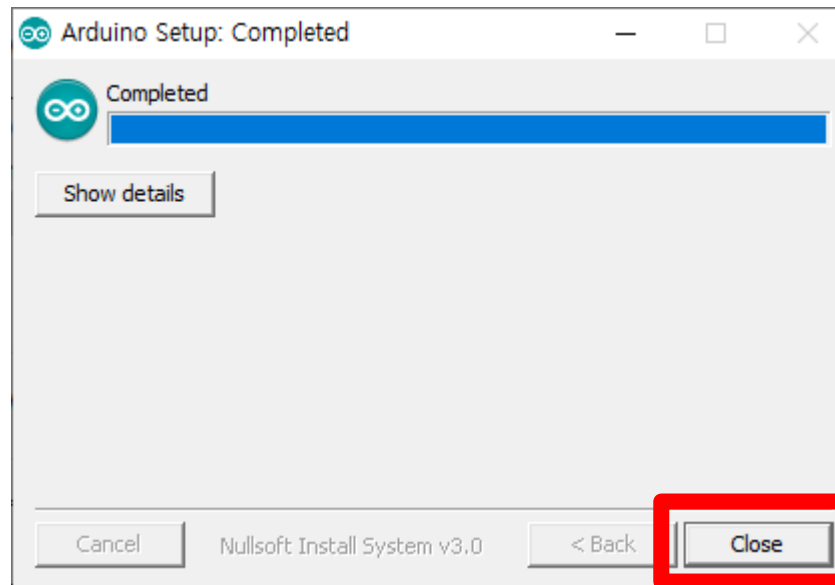 Arduino Setup: Completed
Completed
Show details
Cancel
Nullsoft Install System v3.0
< Back
Close